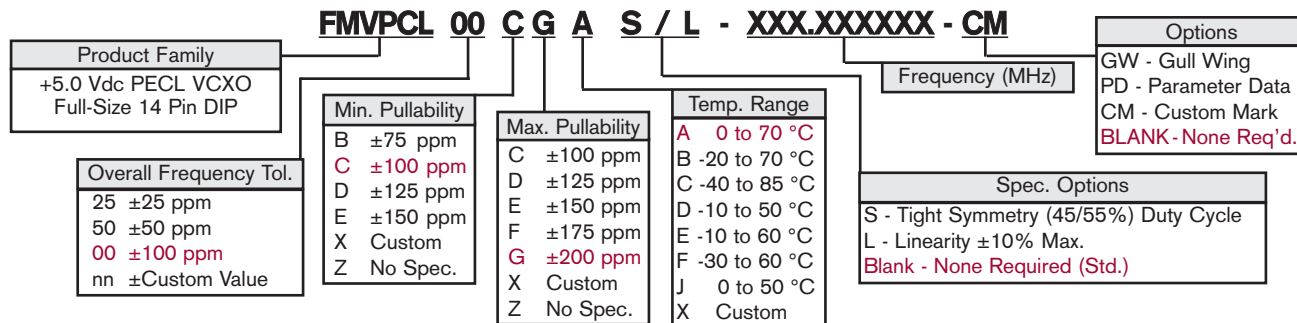 FMVPCL 00 C G A S / L - XXX.XXXXXX - CM
Product Family
+5.0 Vdc PECL VCXO
Full-Size 14 Pin DIP
Overall Frequency Tol.
25 ±25 ppm
50 ±50 ppm
00 ±100 ppm
nn ±Custom Value
Min. Pullability
B ±75 ppm
C ±100 ppm
D ±125 ppm
E ±150 ppm
X Custom
Z No Spec.
Max. Pullability
C ±100 ppm
D ±125 ppm
E ±150 ppm
F ±175 ppm
G ±200 ppm
X Custom
Z No Spec.
Temp. Range
A 0 to 70 °C
B -20 to 70 °C
C -40 to 85 °C
D -10 to 50 °C
E -10 to 60 °C
F -30 to 60 °C
J 0 to 50 °C
X Custom
Spec. Options
S - Tight Symmetry (45/55%) Duty Cycle
L - Linearity ±10% Max.
Blank - None Required (Std.)
Frequency (MHz)
Options
GW - Gull Wing
PD - Parameter Data
CM - Custom Mark
BLANK - None Req'd.